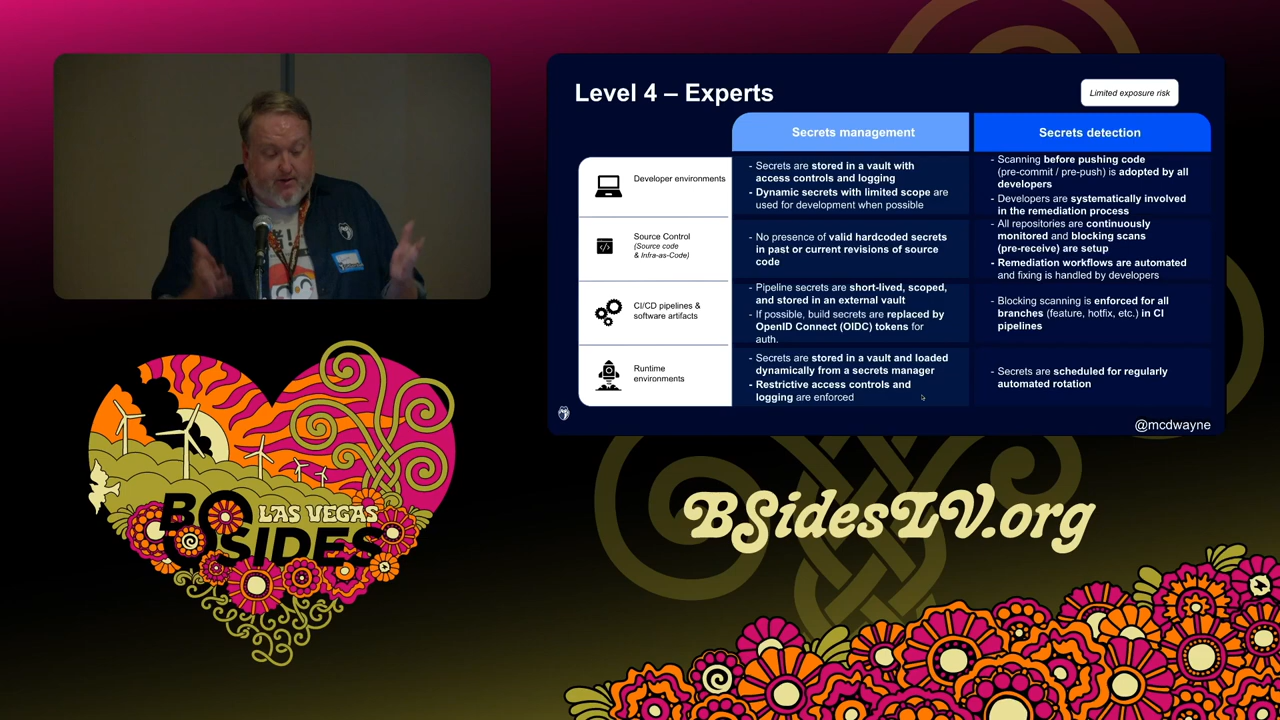 Level 4 – Experts
Limited exposure risk
Secrets management
Secrets detection
Developer environments
- Secrets are stored in a vault with
access controls and logging
- Dynamic secrets with limited scope are
used for development when possible
- Scanning before pushing code
(pre-commit / pre-push) is adopted by all
developers
- Developers are systematically involved
in the remediation process
Source Control
(Source code
& Infra-as-Code)
- No presence of valid hardcoded secrets
in past or current revisions of source
code
- All repositories are continuously
monitored and blocking scans
(pre-receive) are setup
- Remediation workflows are automated
and fixing is handled by developers
CI/CD pipelines &
software artifacts
- Pipeline secrets are short-lived, scoped,
and stored in an external vault
- If possible, build secrets are replaced by
OpenID Connect (OIDC) tokens for
auth.
- Blocking scanning is enforced for all
branches (feature, hotfix, etc.) in CI
pipelines
Runtime
environments
- Secrets are stored in a vault and loaded
dynamically from a secrets manager
- Restrictive access controls and
logging are enforced
- Secrets are scheduled for regularly
automated rotation
@mcdwayne
LAS VEGAS
BSIDES
23
BSidesLV.org